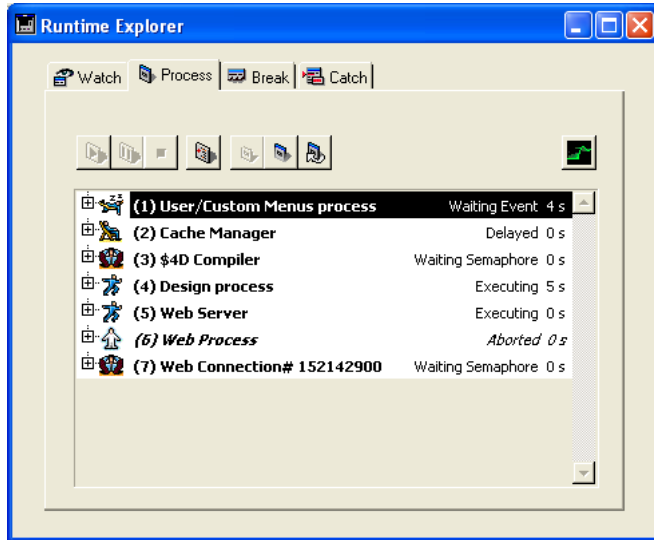 Runtime Explorer
Watch Process Break Catch
(1) User/Custom Menus process Waiting Event 4 s
(2) Cache Manager Delayed 0 s
(3) $4D Compiler Waiting Semaphore 0 s
(4) Design process Executing 5 s
(5) Web Server Executing 0 s
(6) Web Process Aborted 0 s
(7) Web Connection# 152142900 Waiting Semaphore 0 s